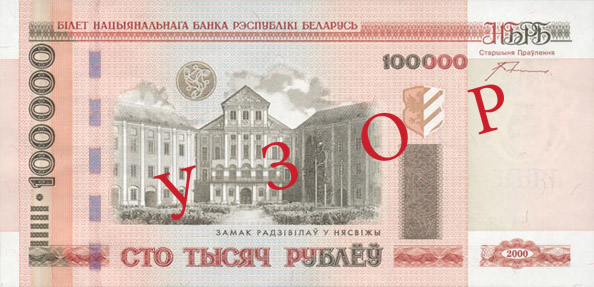 БІЛЕТ НАЦЫЯНАЛЬНАГА БАНКА РЭСПУБЛІКІ БЕЛАРУСЬ
НБРБ
Старшыня Праўлення
100000
100000
УЗОР
ЗАМАК РАДЗІВІЛАЎ У НЯСВІЖЫ
СТО ТЫСЯЧ РУБЛЁЎ
2000